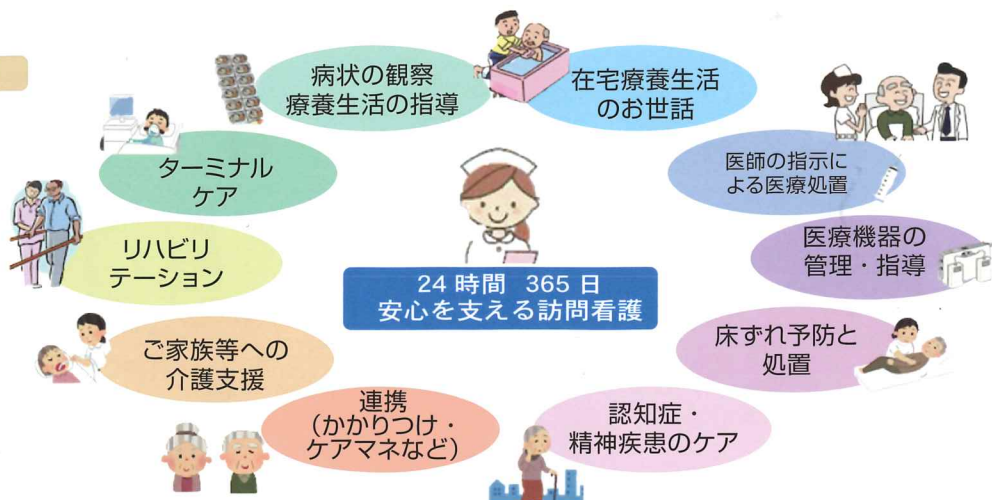 病状の観察
療養生活の指導
在宅療養生活
のお世話
ターミナル
ケア
医師の指示に
よる医療処置
リハビリ
テーション
医療機器の
管理・指導
24時間 365日
安心を支える訪問看護
ご家族等への
介護支援
床ずれ予防と
処置
連携
（かかりつけ・
ケアマネなど）
認知症・
精神疾患のケア